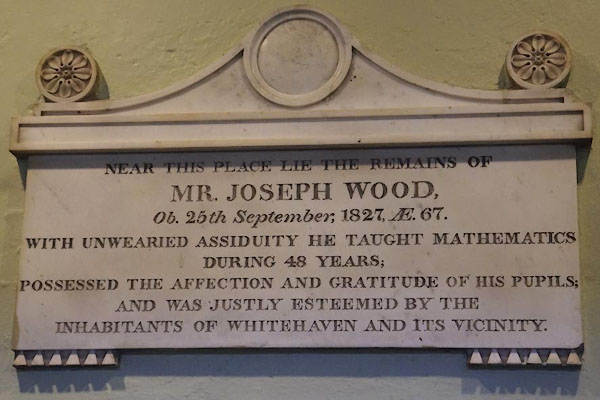 NEAR THIS PLACE LIE THE REMAINS OF
MR. JOSEPH WOOD,
Ob. 25th September, 1827, Æ. 67.
WITH UNWEARIED ASSIDUITY HE TAUGHT MATHEMATICS
DURING 48 YEARS;
POSSESSED THE AFFECTION AND GRATITUDE OF HIS PUPILS;
AND WAS JUSTLY ESTEEMED BY THE
INHABITANTS OF WHITEHAVEN AND ITS VICINITY.